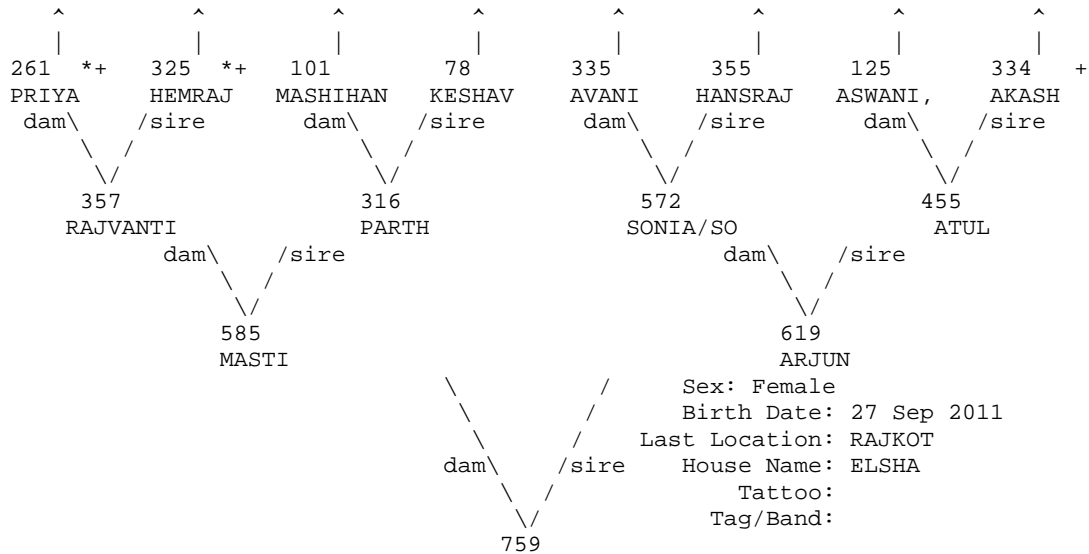 ^ ^ ^ ^ ^ ^ ^ ^
| | | | | | | |
261 *+ 325 *+ 101 78 335 355 125 334 +
PRIYA HEMRAJ MASHIHAN KESHAV AVANI HANSRAJ ASWANI, AKASH
dam\ /sire dam\ /sire dam\ /sire dam\ /sire
\ / \ / \ / \ /
\/ \/ \/ \/
357 316 572 455
RAJVANTI PARTH SONIA/SO ATUL
dam\ /sire dam\ /sire
\ / \ /
\/ \/
585 619
MASTI ARJUN
\ / Sex: Female
\ / Birth Date: 27 Sep 2011
\ / Last Location: RAJKOT
dam\ /sire House Name: ELSHA
\ / Tattoo:
\/ Tag/Band:
759